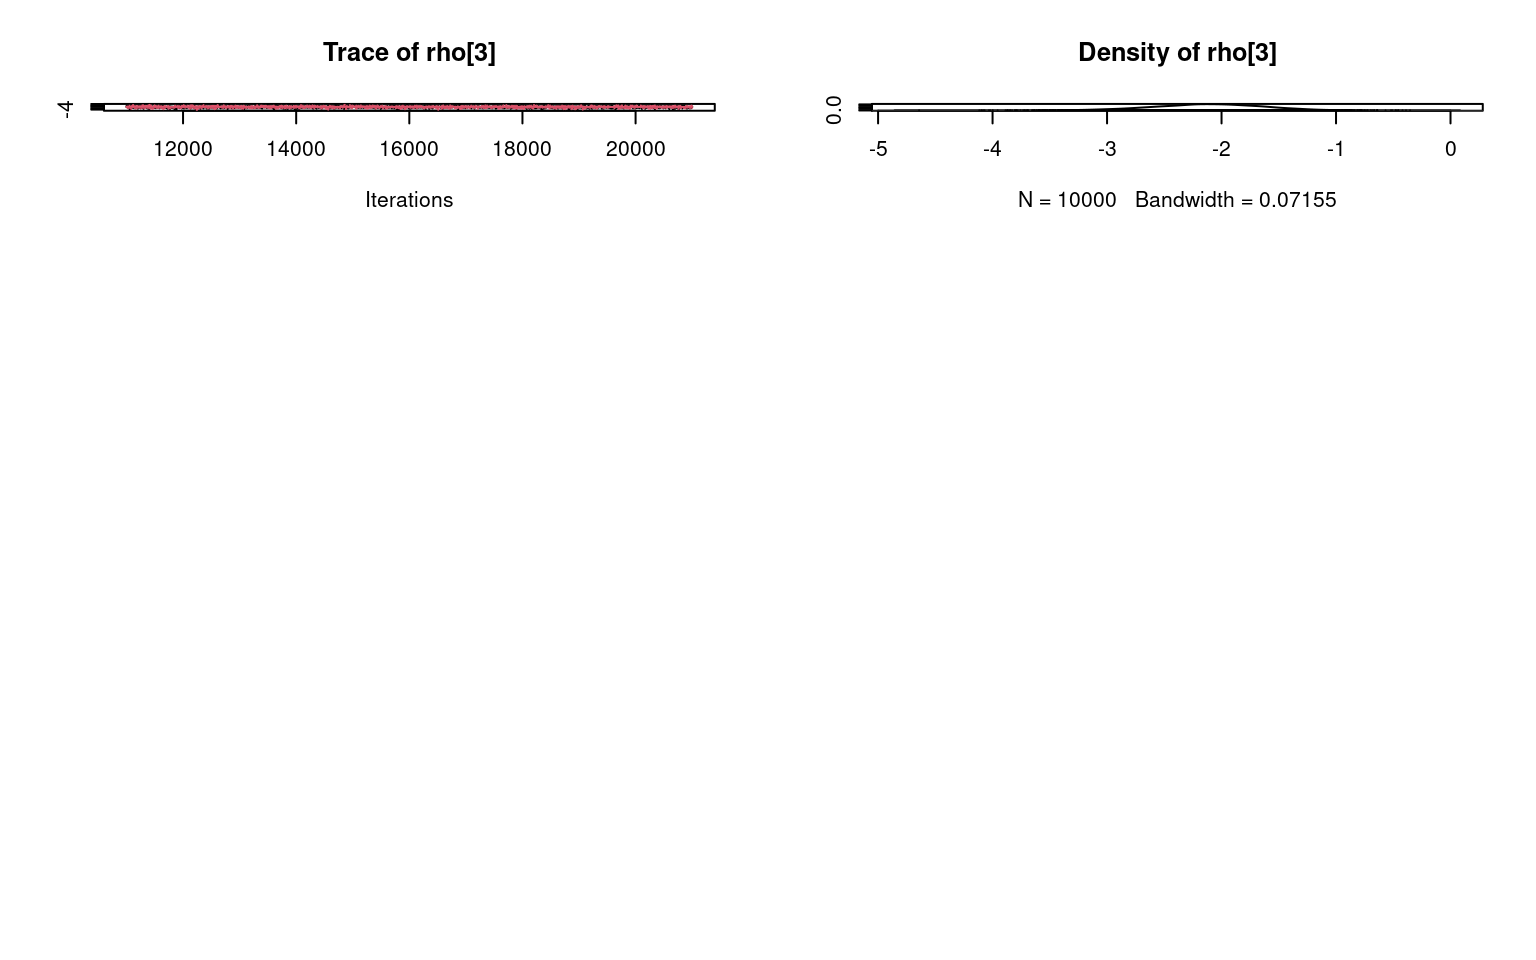 Trace of rho[3]
-4
12000 14000 16000 18000 20000
Iterations
Density of rho[3]
0.0
-5 -4 -3 -2 -1 0
N = 10000 Bandwidth = 0.07155